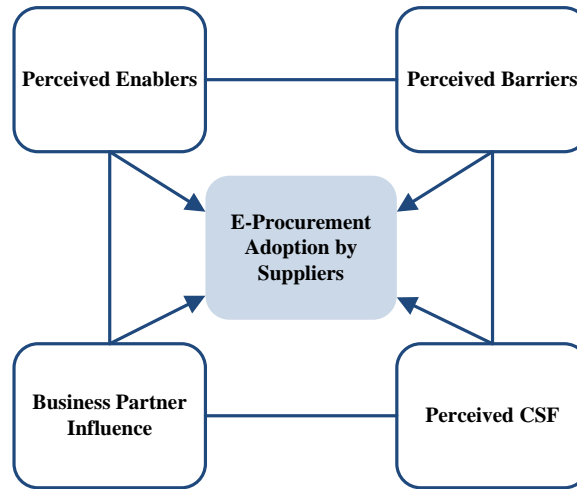 Perceived Enablers
Perceived Barriers
E-Procurement
Adoption by
Suppliers
Business Partner
Influence
Perceived CSF